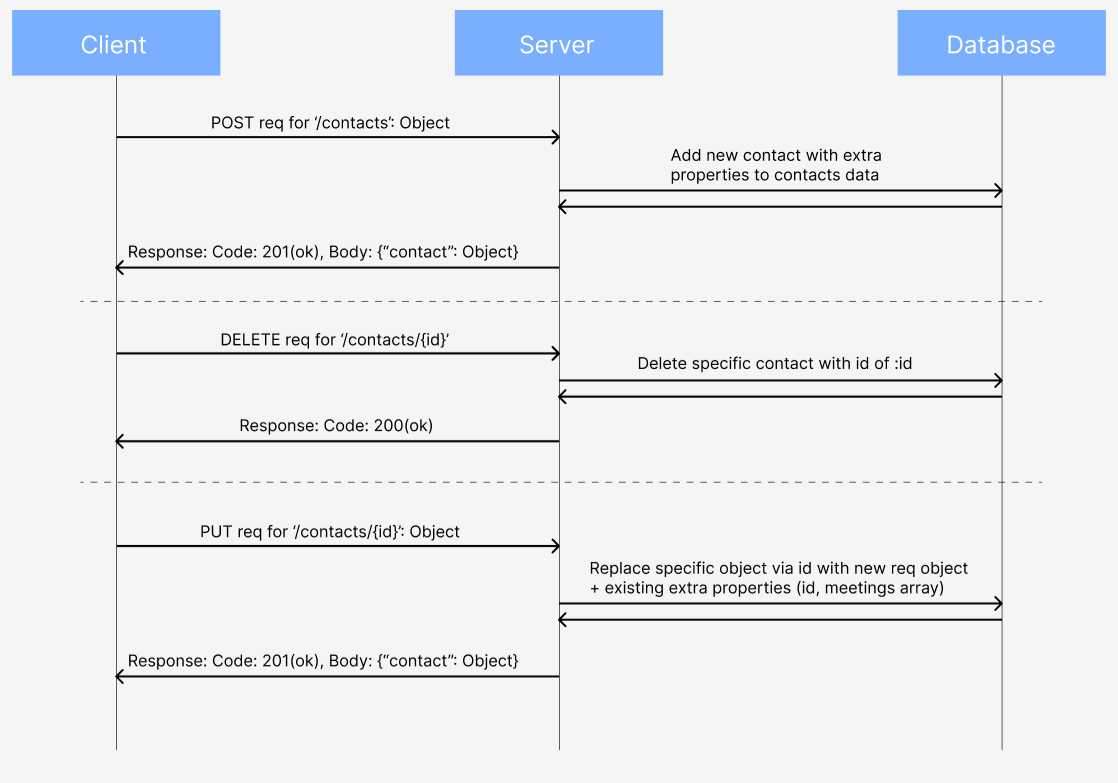 Client
Server
Database
POST req for ‘/contacts’: Object
Add new contact with extra
properties to contacts data
Response: Code: 201(ok), Body: {“contact”: Object}
DELETE req for ‘/contacts/{id}’
Delete specific contact with id of :id
Response: Code: 200(ok)
PUT req for ‘/contacts/{id}’: Object
Replace specific object via id with new req object
+ existing extra properties (id, meetings array)
Response: Code: 201(ok), Body: {“contact”: Object}